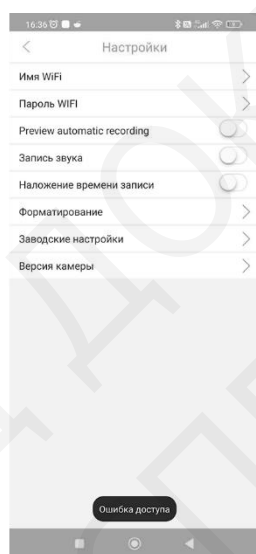 16:36
Настройки
Имя WiFi
Пароль WIFI
Preview automatic recording
Запись звука
Наложение времени записи
Форматирование
Заводские настройки
Версия камеры
Ошибка доступа